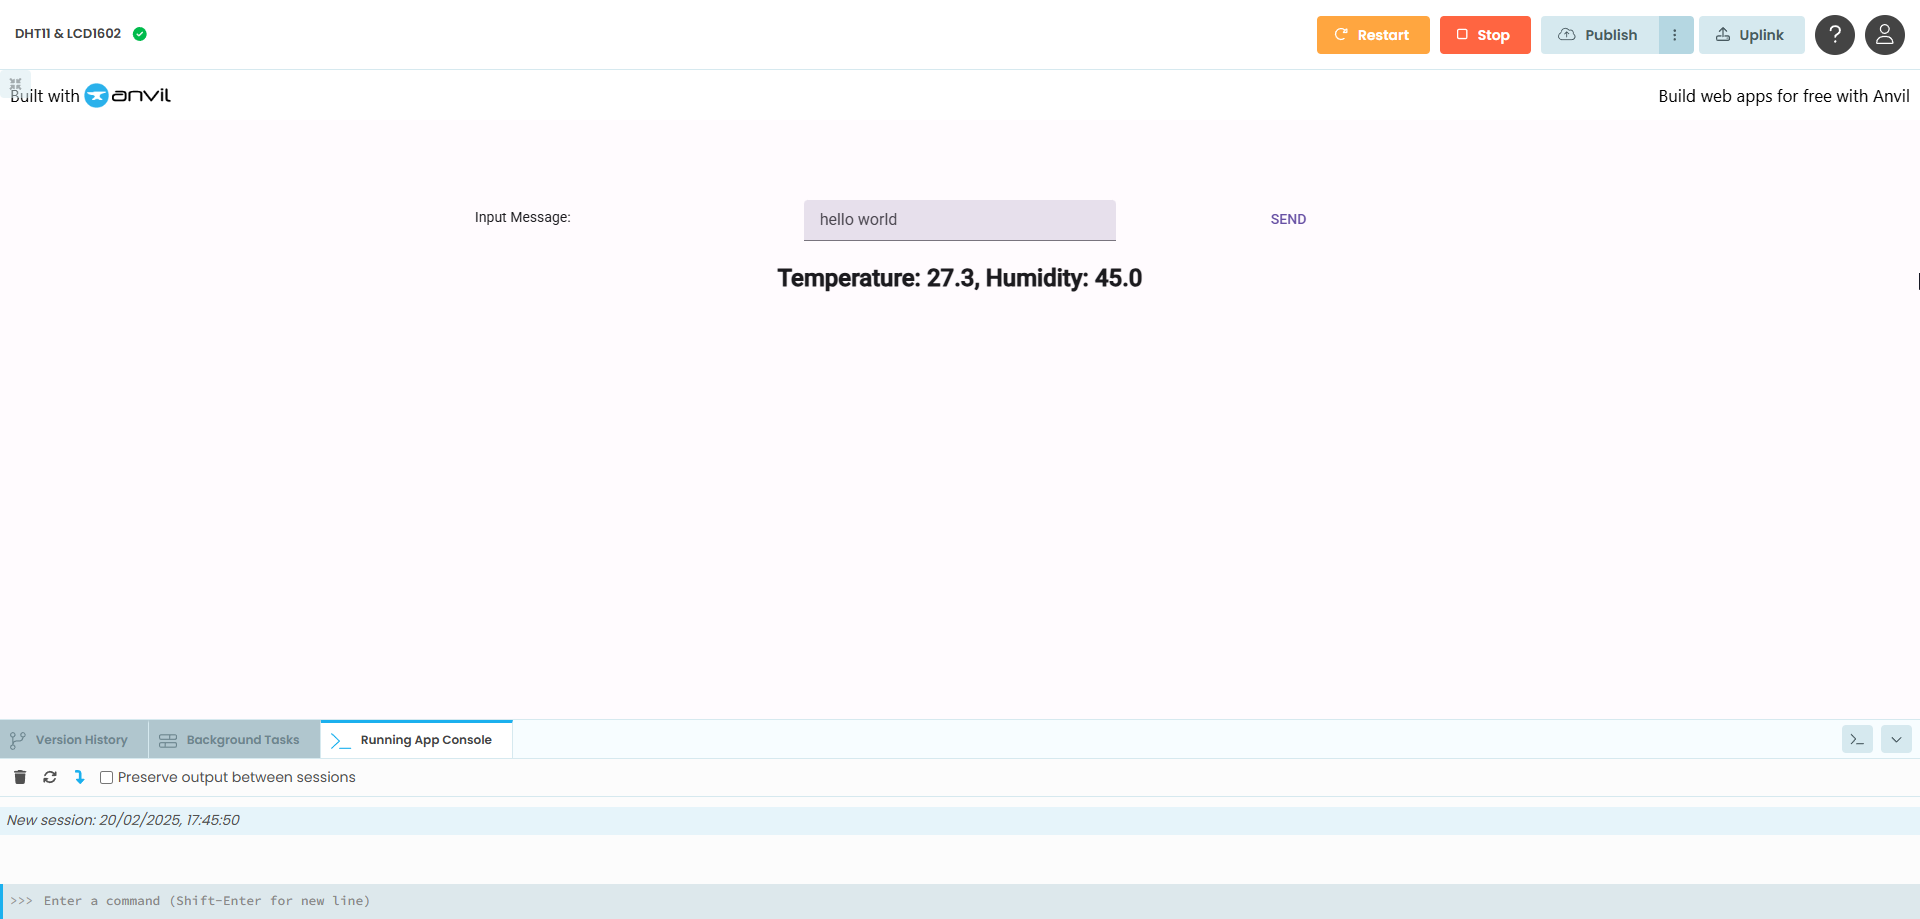 DHT11 & LCD1602
Restart
Stop
Publish
Uplink
?
Built with anvil
Build web apps for free with Anvil
Input Message:
hello world
SEND
Temperature: 27.3, Humidity: 45.0
Version History
Background Tasks
Running App Console
Preserve output between sessions
New session: 20/02/2025, 17:45:50
>>> Enter a command (Shift-Enter for new line)